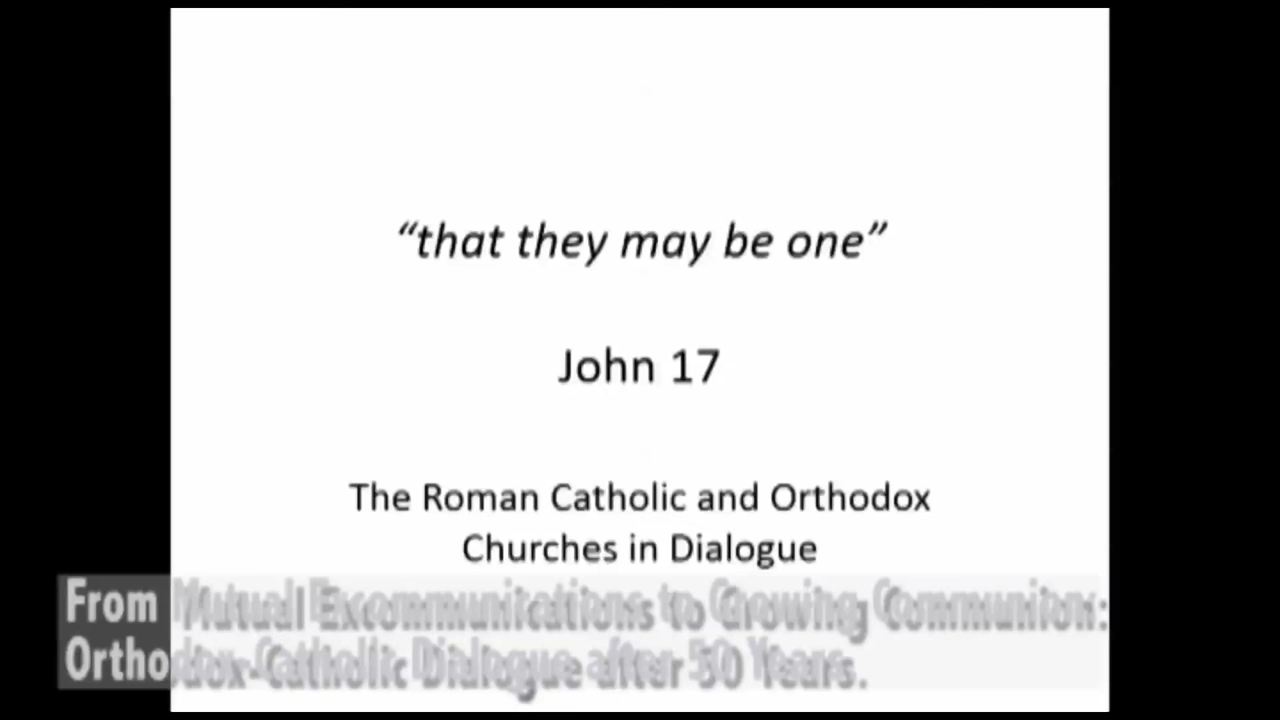 “that they may be one”
John 17
The Roman Catholic and Orthodox
Churches in Dialogue
From Mutual Excommunications to Growing Communion:
Orthodox-Catholic Dialogue after 50 Years.